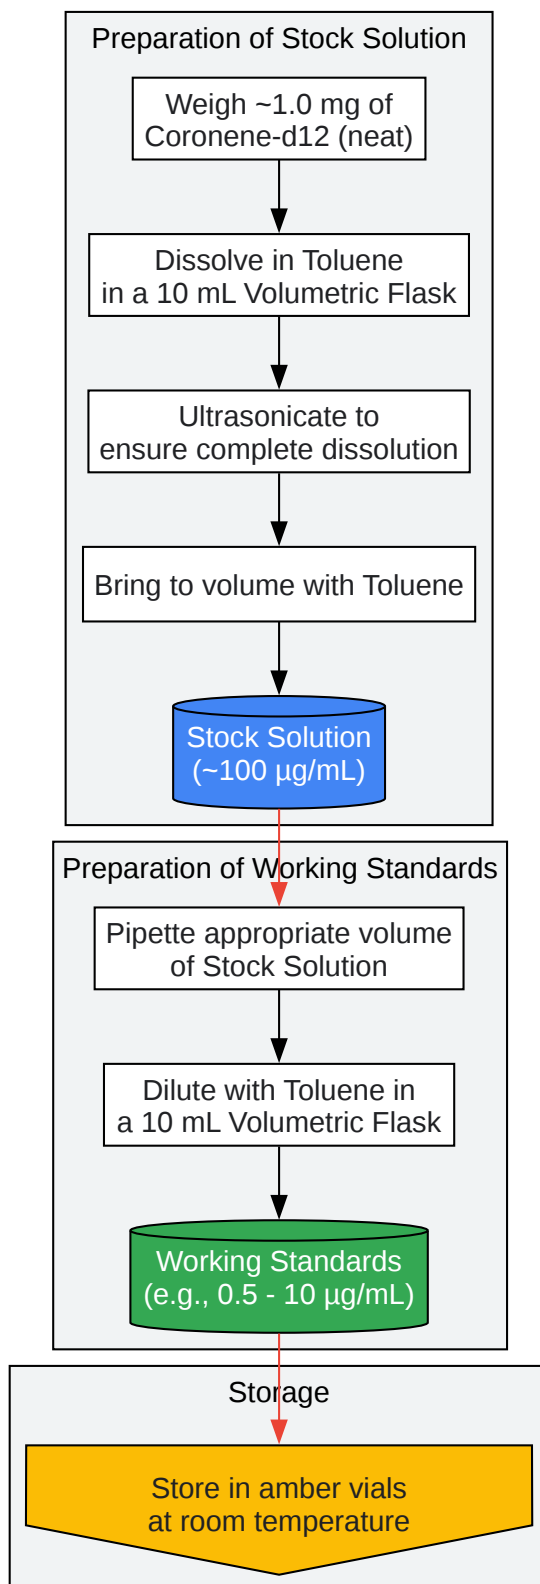 Preparation of Stock Solution
Weigh ~1.0 mg of
Coronene-d12 (neat)
Dissolve in Toluene
in a 10 mL Volumetric Flask
Ultrasonicate to
ensure complete dissolution
Bring to volume with Toluene
Stock Solution
(~100 µg/mL)
Preparation of Working Standards
Pipette appropriate volume
of Stock Solution
Dilute with Toluene in
a 10 mL Volumetric Flask
Working Standards
(e.g., 0.5 - 10 µg/mL)
Storage
Store in amber vials
at room temperature